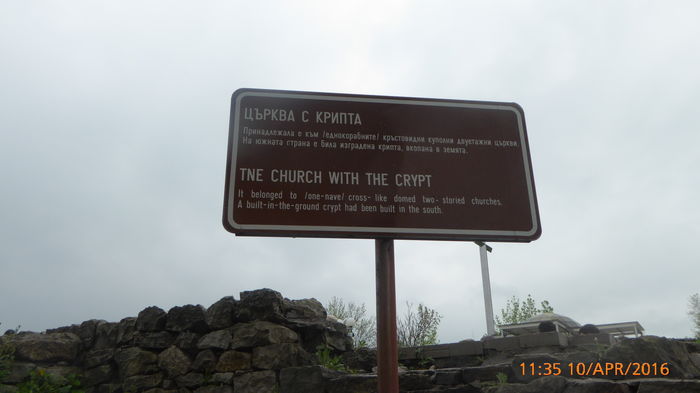 ЦЪРКВА С КРИПТА
Принадлежала е към /еднокорабните/ кръстовидни куполни двуетажни църкви
На южната страна е била изградена крипта, вкопана в земята.
TNE CHURCH WITH THE CRYPT
It belonged to /one-nave/ cross- like domed two- storied churches.
A built-in-the-ground crypt had been built in the south.
11:35 10/APR/2016